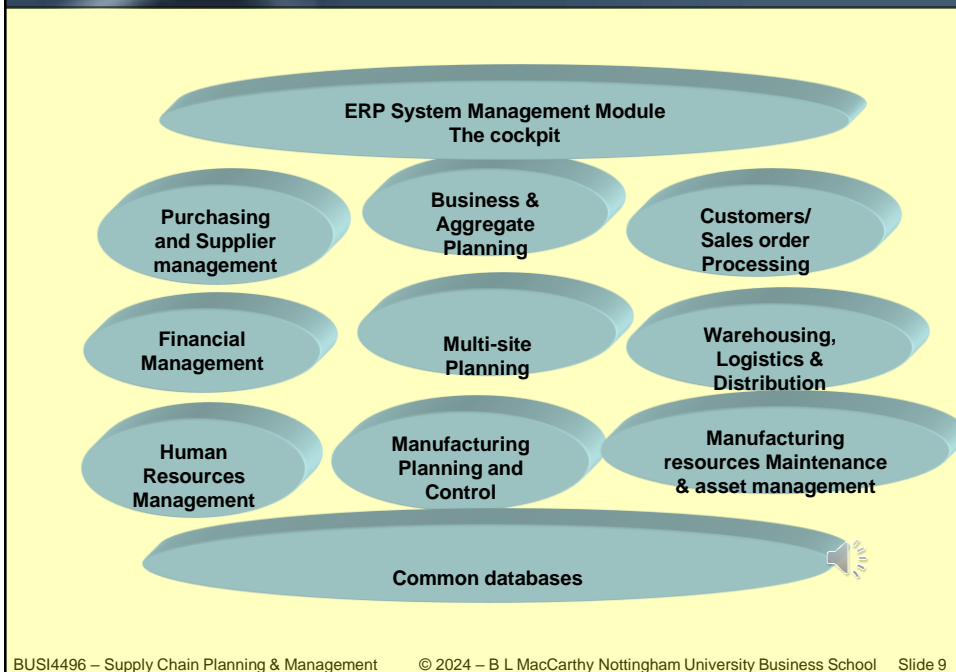 ERP System Management Module
The cockpit
Purchasing
and Supplier
management
Business &
Aggregate
Planning
Customers/
Sales order
Processing
Financial
Management
Multi-site
Planning
Warehousing,
Logistics &
Distribution
Human
Resources
Management
Manufacturing
Planning and
Control
Manufacturing
resources Maintenance
& asset management
Common databases
BUSI4496 – Supply Chain Planning & Management © 2024 – B L MacCarthy Nottingham University Business School Slide 9